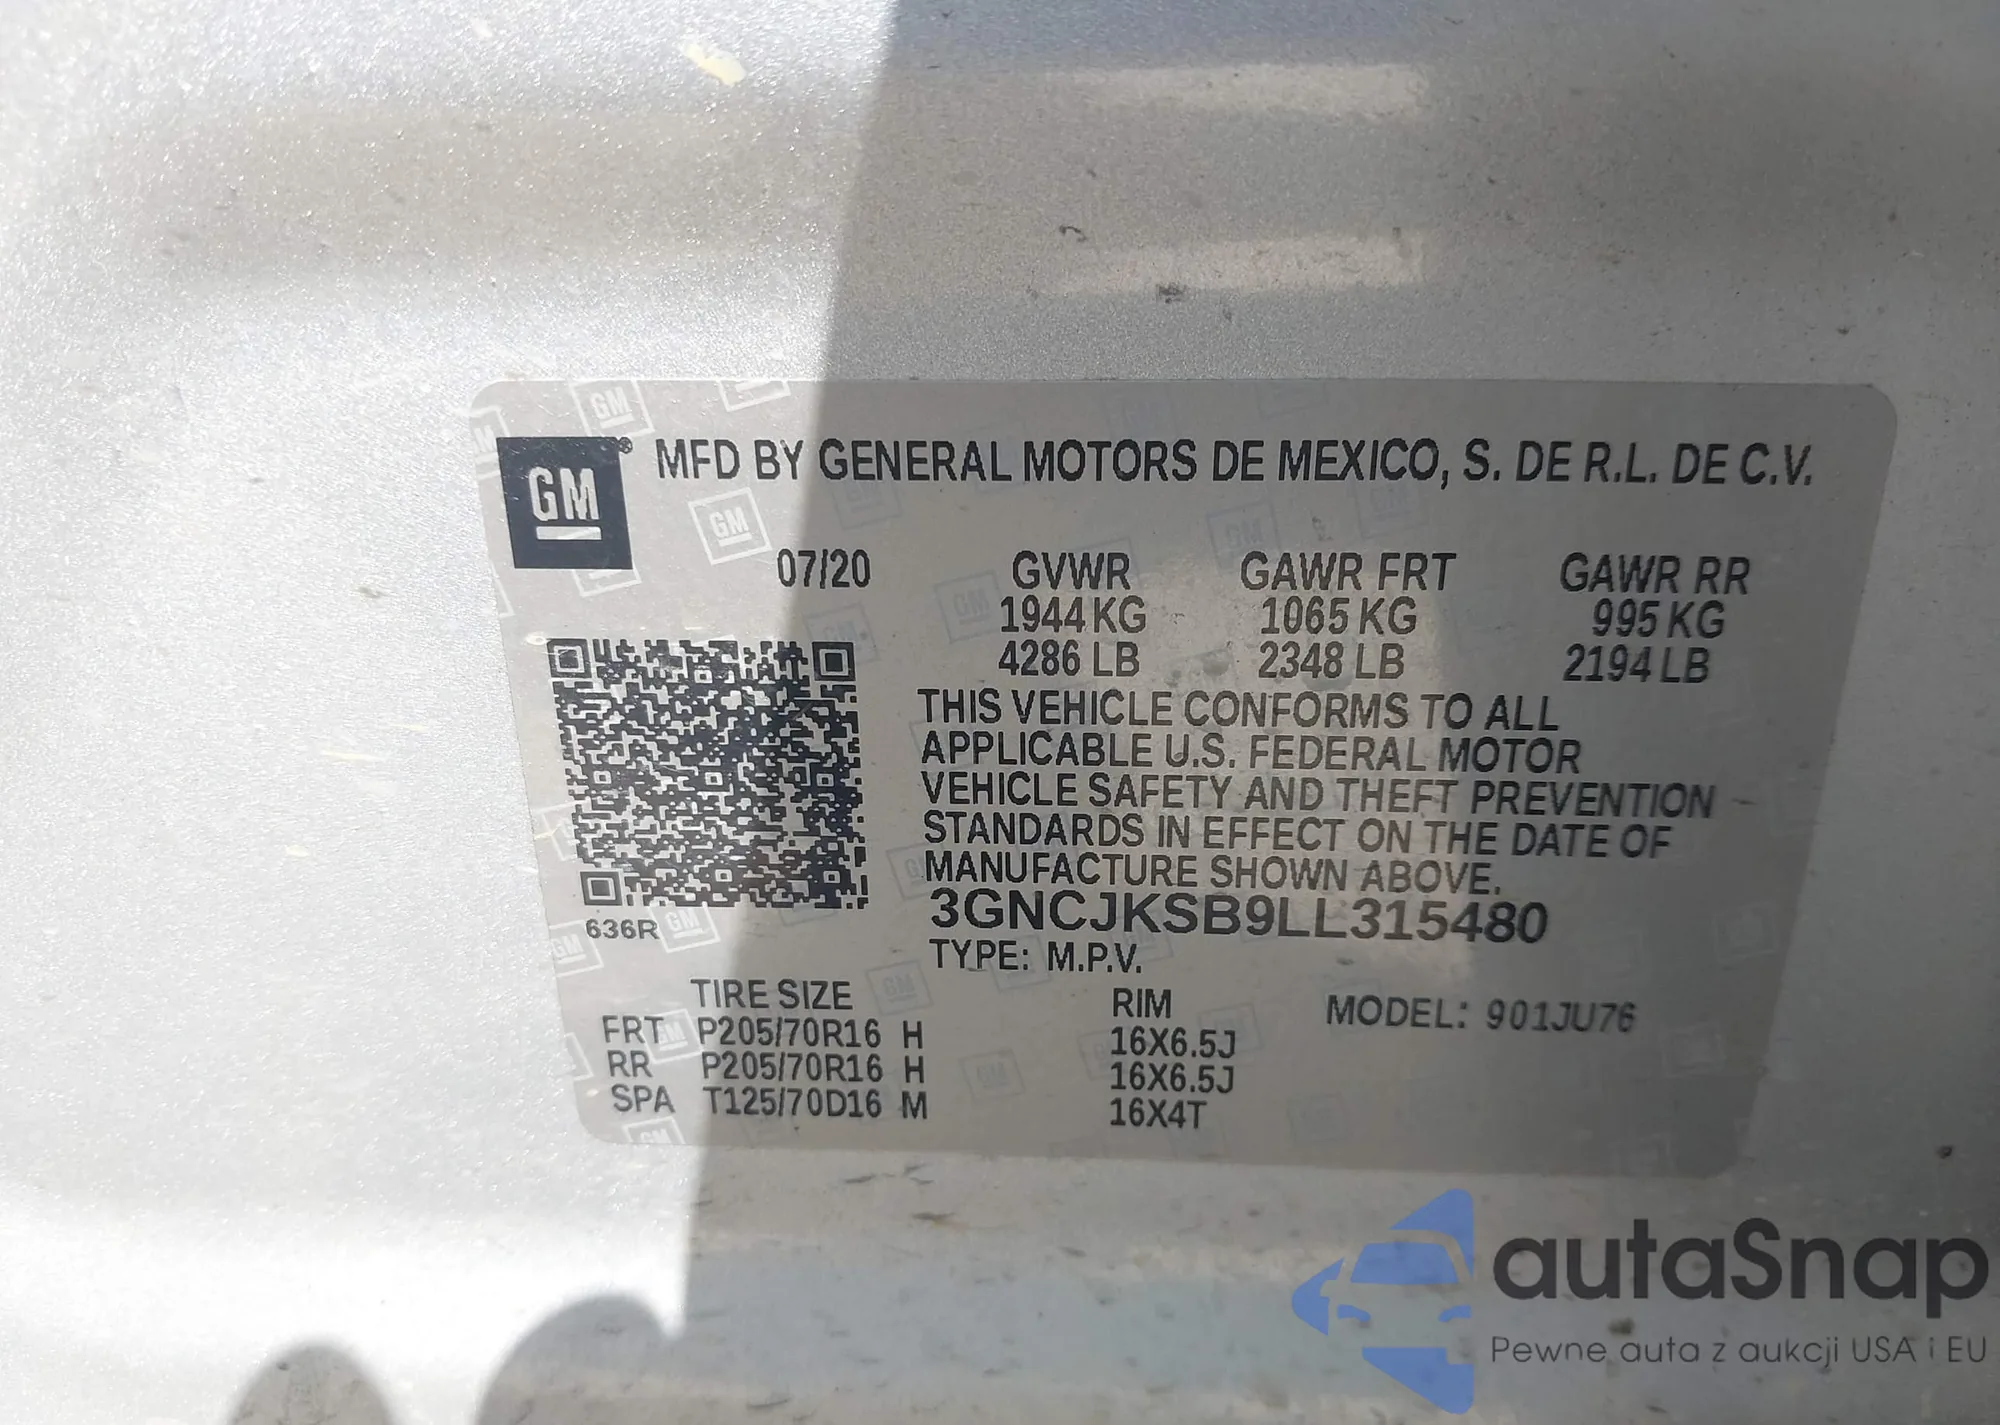 GM® MFD BY GENERAL MOTORS DE MEXICO, S. DE R.L. DE C.V.
07/20 GVWR GAWR FRT GAWR RR
1944 KG 1065 KG 995 KG
4286 LB 2348 LB 2194 LB
THIS VEHICLE CONFORMS TO ALL
APPLICABLE U.S. FEDERAL MOTOR
VEHICLE SAFETY AND THEFT PREVENTION
STANDARDS IN EFFECT ON THE DATE OF
MANUFACTURE SHOWN ABOVE.
3GNCJKSB9LL315480
636R
TYPE: M.P.V.
TIRE SIZE RIM MODEL: 901JU76
FRT P205/70R16 H 16X6.5J
RR P205/70R16 H 16X6.5J
SPA T125/70D16 M 16X4T
autaSnap
Pewne auta z aukcji USA i EU